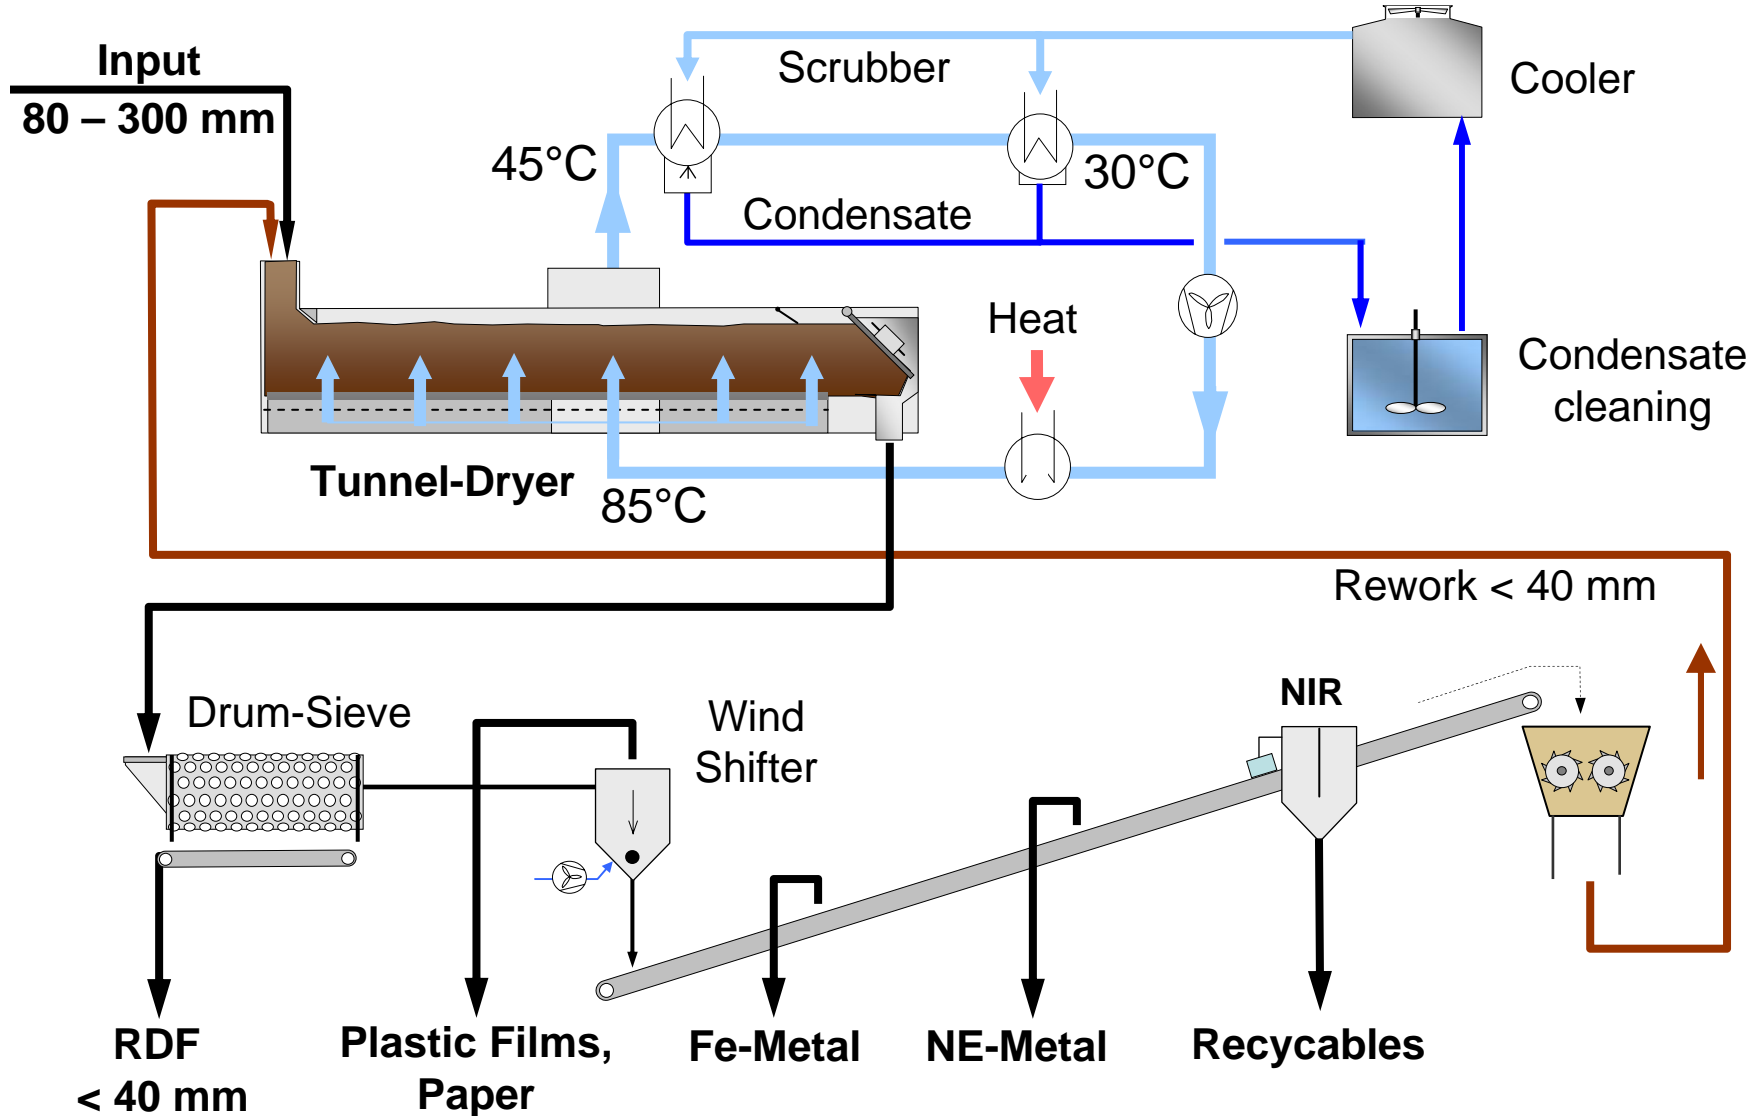 Input
80 – 300 mm
Scrubber
Cooler
45°C
30°C
Condensate
Heat
Condensate
cleaning
Tunnel-Dryer
85°C
Rework < 40 mm
Drum-Sieve
Wind
Shifter
NIR
RDF
< 40 mm
Plastic Films,
Paper
Fe-Metal
NE-Metal
Recycables